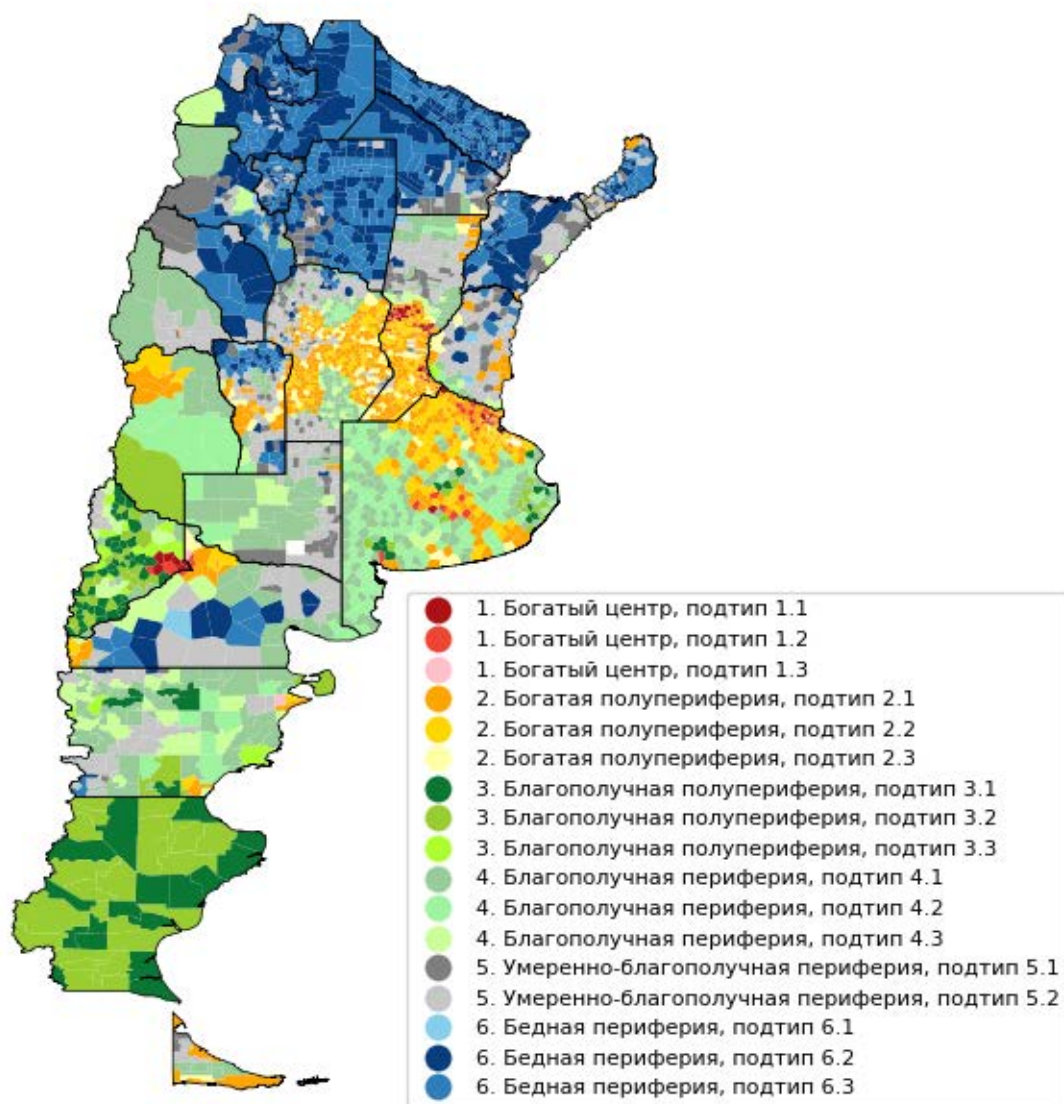 1. Богатый центр, подтип 1.1
1. Богатый центр, подтип 1.2
1. Богатый центр, подтип 1.3
2. Богатая полупериферия, подтип 2.1
2. Богатая полупериферия, подтип 2.2
2. Богатая полупериферия, подтип 2.3
3. Благополучная полупериферия, подтип 3.1
3. Благополучная полупериферия, подтип 3.2
3. Благополучная полупериферия, подтип 3.3
4. Благополучная периферия, подтип 4.1
4. Благополучная периферия, подтип 4.2
4. Благополучная периферия, подтип 4.3
5. Умеренно-благополучная периферия, подтип 5.1
5. Умеренно-благополучная периферия, подтип 5.2
6. Бедная периферия, подтип 6.1
6. Бедная периферия, подтип 6.2
6. Бедная периферия, подтип 6.3